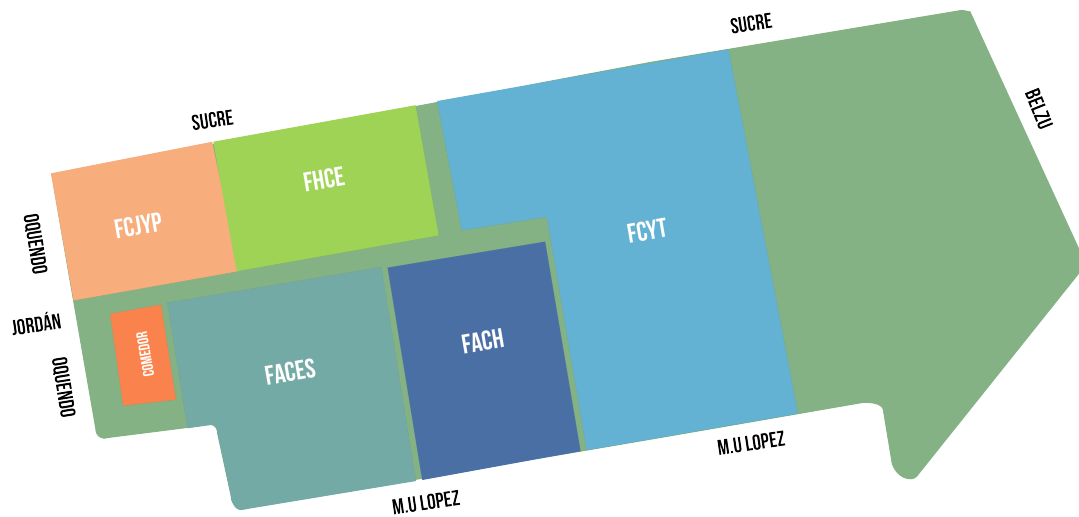 SUCRE
BELZU
SUCRE
FHCE
FCJYP
FCYT
OQUENDO
JORDÁN
FACH
COMEDOR
FACES
OQUENDO
M.U LOPEZ
M.U LOPEZ